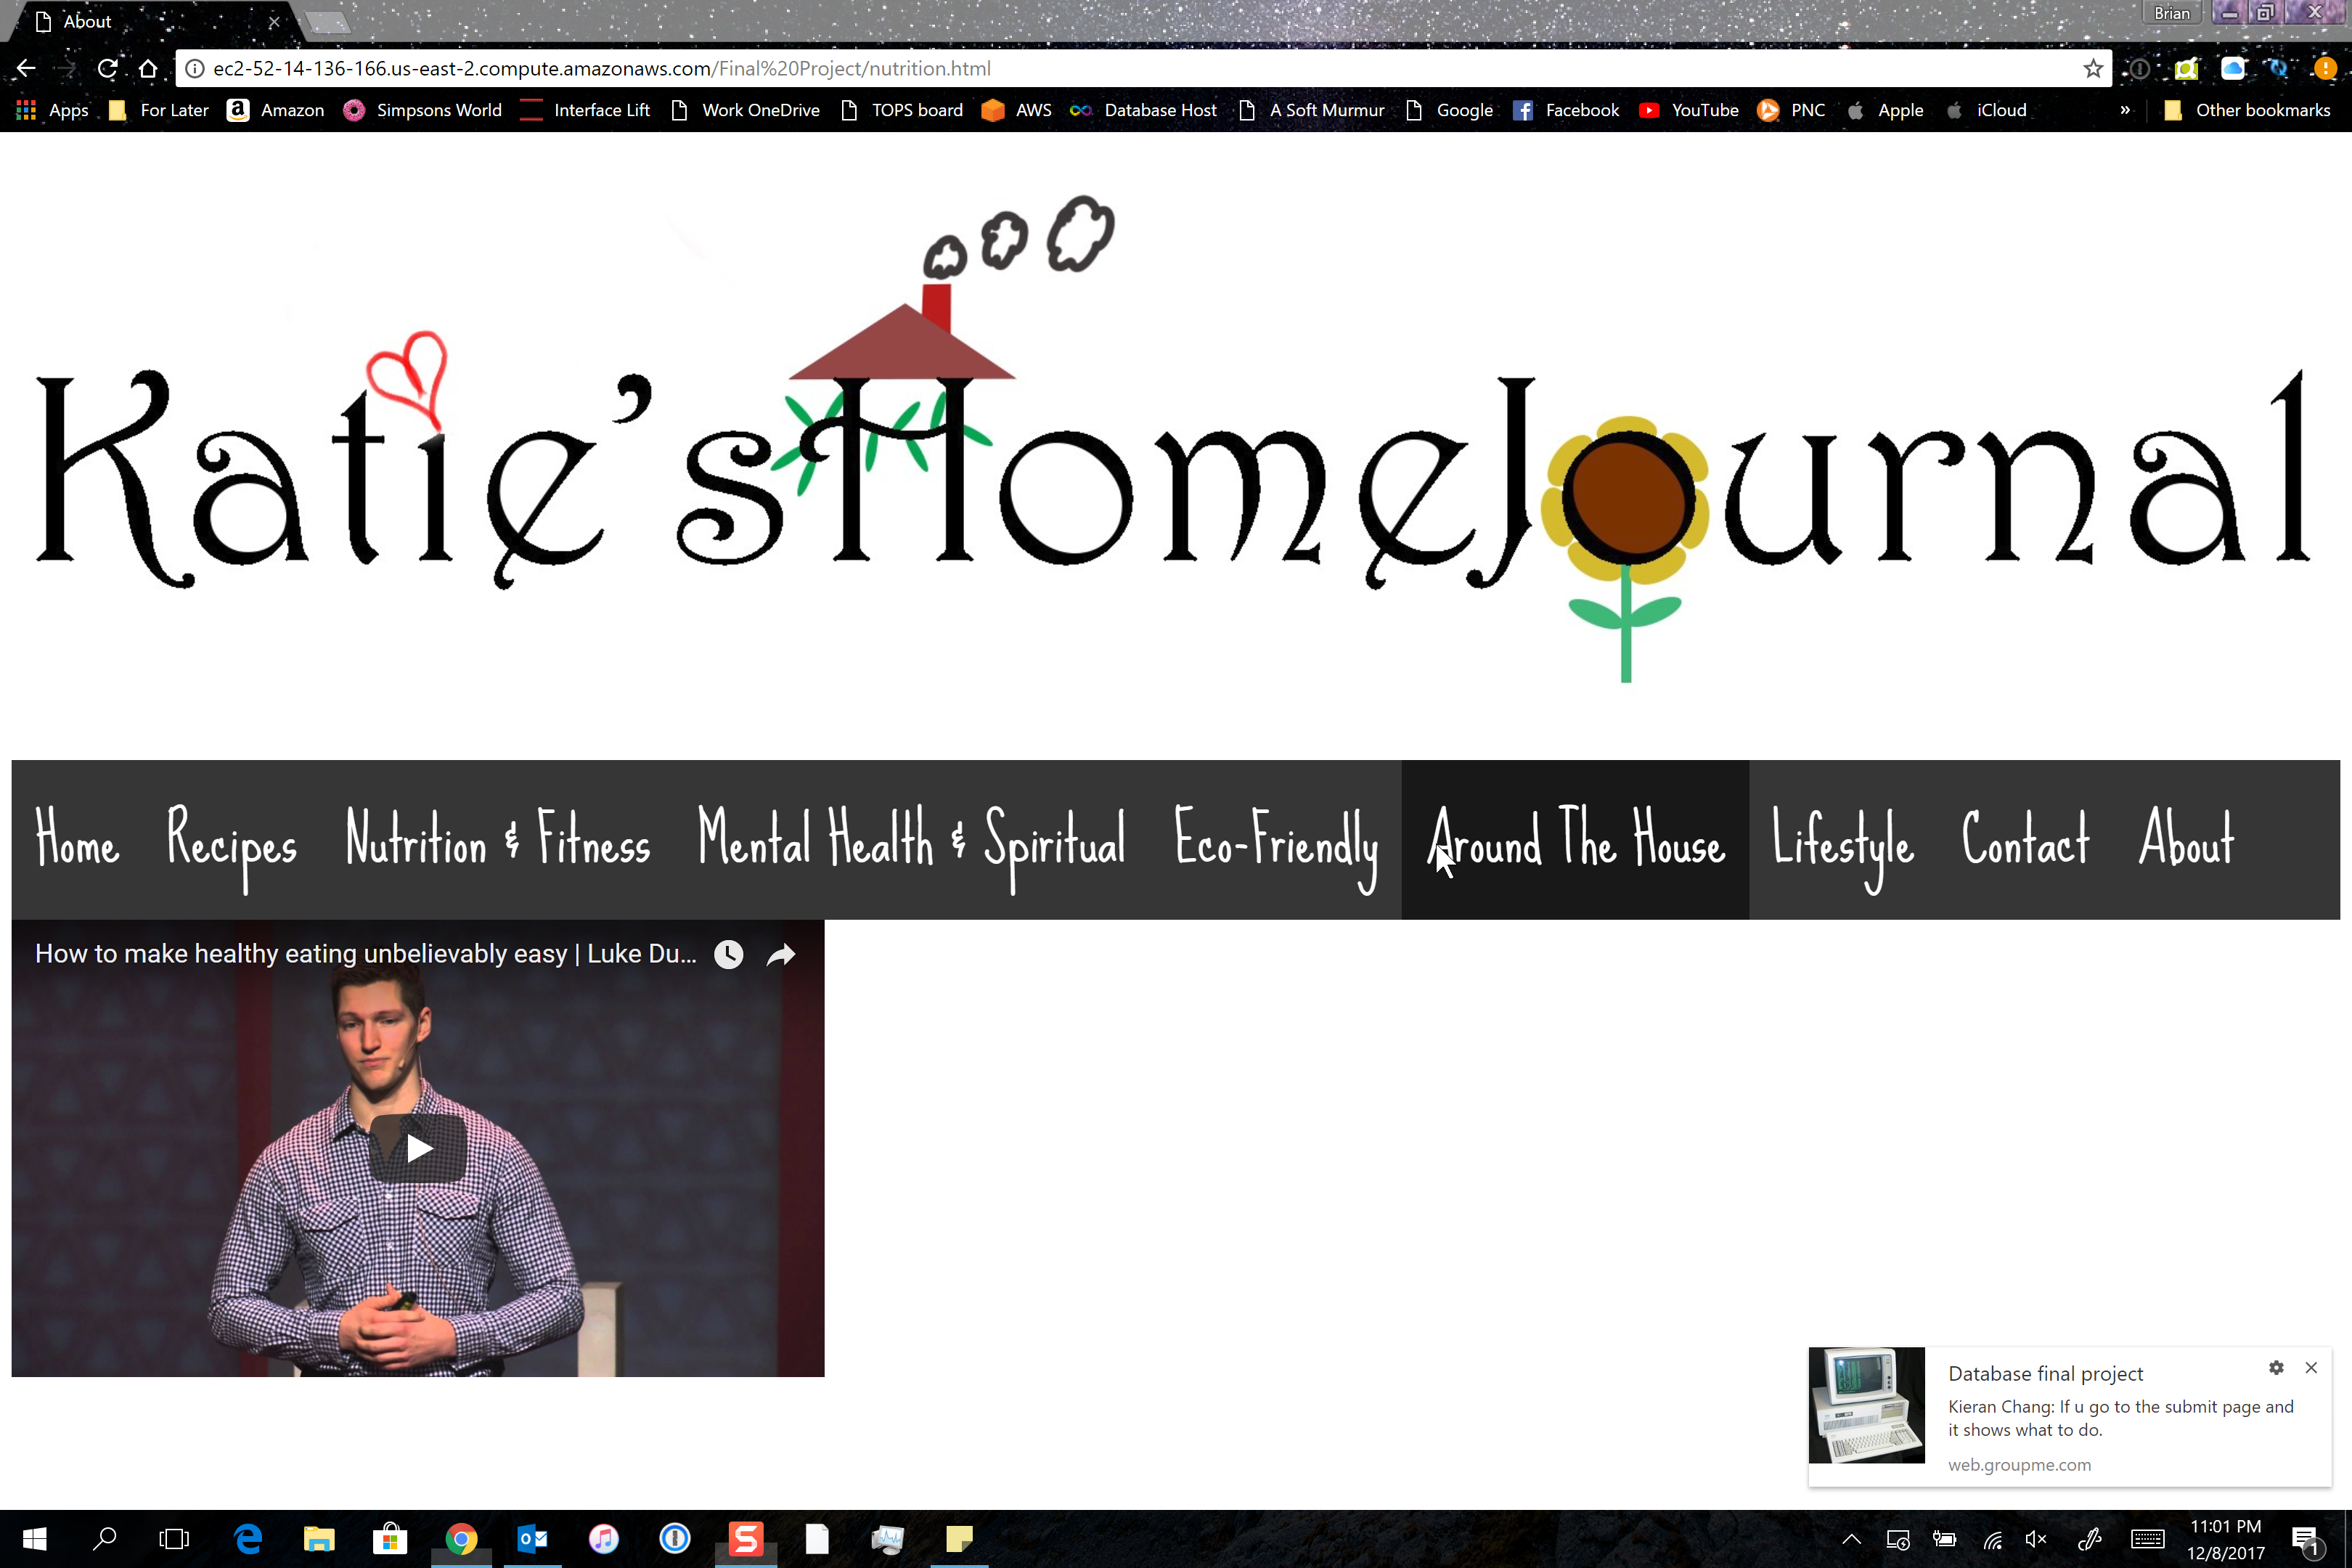 About
Brian
ec2-52-14-136-166.us-east-2.compute.amazonaws.com/Final%20Project/nutrition.html
Apps For Later Amazon Simpsons World Interface Lift Work OneDrive TOPS board AWS Database Host A Soft Murmur Google Facebook YouTube PNC Apple iCloud » Other bookmarks
Katie'sHomeJournal
Home Recipes Nutrition & Fitness Mental Health & Spiritual Eco-Friendly Around The House Lifestyle Contact About
How to make healthy eating unbelievably easy | Luke Du...
Database final project
Kieran Chang: If u go to the submit page and
it shows what to do.
web.groupme.com
11:01 PM
12/8/2017
1